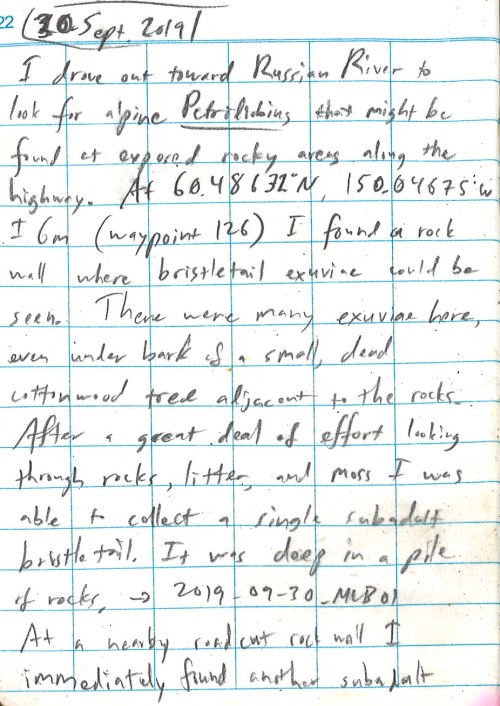 22 (30 Sept. 2019)
I drove out toward Russian River to
look for alpine Petrilobius that might be
found at exposed rocky areas along the
highway. At 60.48632°N, 150.04675°W
± 6m (waypoint 126) I found a rock
wall where bristletail exuviae could be
seen. There were many exuviae here,
even under bark of a small, dead
cottonwood tree adjacent to the rocks.
After a great deal of effort looking
through rocks, litter, and moss I was
able to collect a single subadult
bristletail. It was deep in a pile
of rocks, → 2019-09-30_MLB01
At a nearby roadcut rock wall I
immediately found another subadult